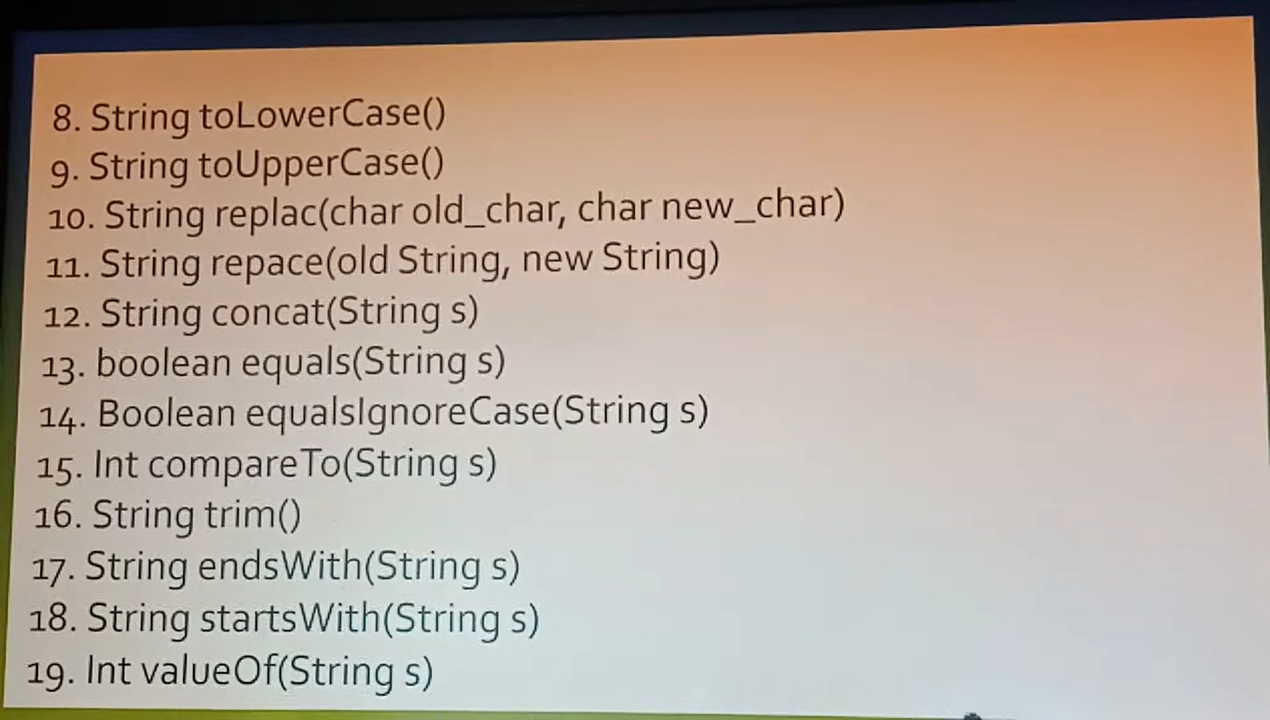 8. String toLowerCase()
9. String toUpperCase()
10. String replac(char old_char, char new_char)
11. String repace(old String, new String)
12. String concat(String s)
13. boolean equals(String s)
14. Boolean equalsIgnoreCase(String s)
15. Int compareTo(String s)
16. String trim()
17. String endsWith(String s)
18. String startsWith(String s)
19. Int valueOf(String s)